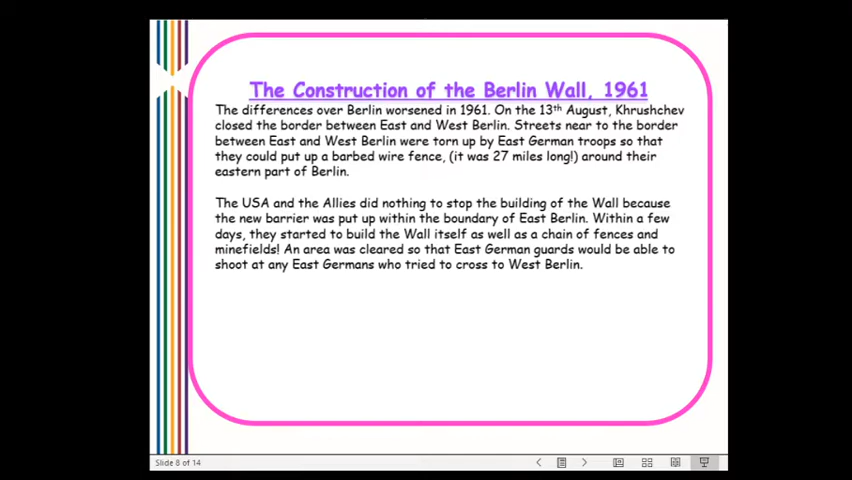 The Construction of the Berlin Wall, 1961
The differences over Berlin worsened in 1961. On the 13th August, Khrushchev
closed the border between East and West Berlin. Streets near to the border
between East and West Berlin were torn up by East German troops so that
they could put up a barbed wire fence, (it was 27 miles long!) around their
eastern part of Berlin.
The USA and the Allies did nothing to stop the building of the Wall because
the new barrier was put up within the boundary of East Berlin. Within a few
days, they started to build the Wall itself as well as a chain of fences and
minefields! An area was cleared so that East German guards would be able to
shoot at any East Germans who tried to cross to West Berlin.
Slide 8 of 14